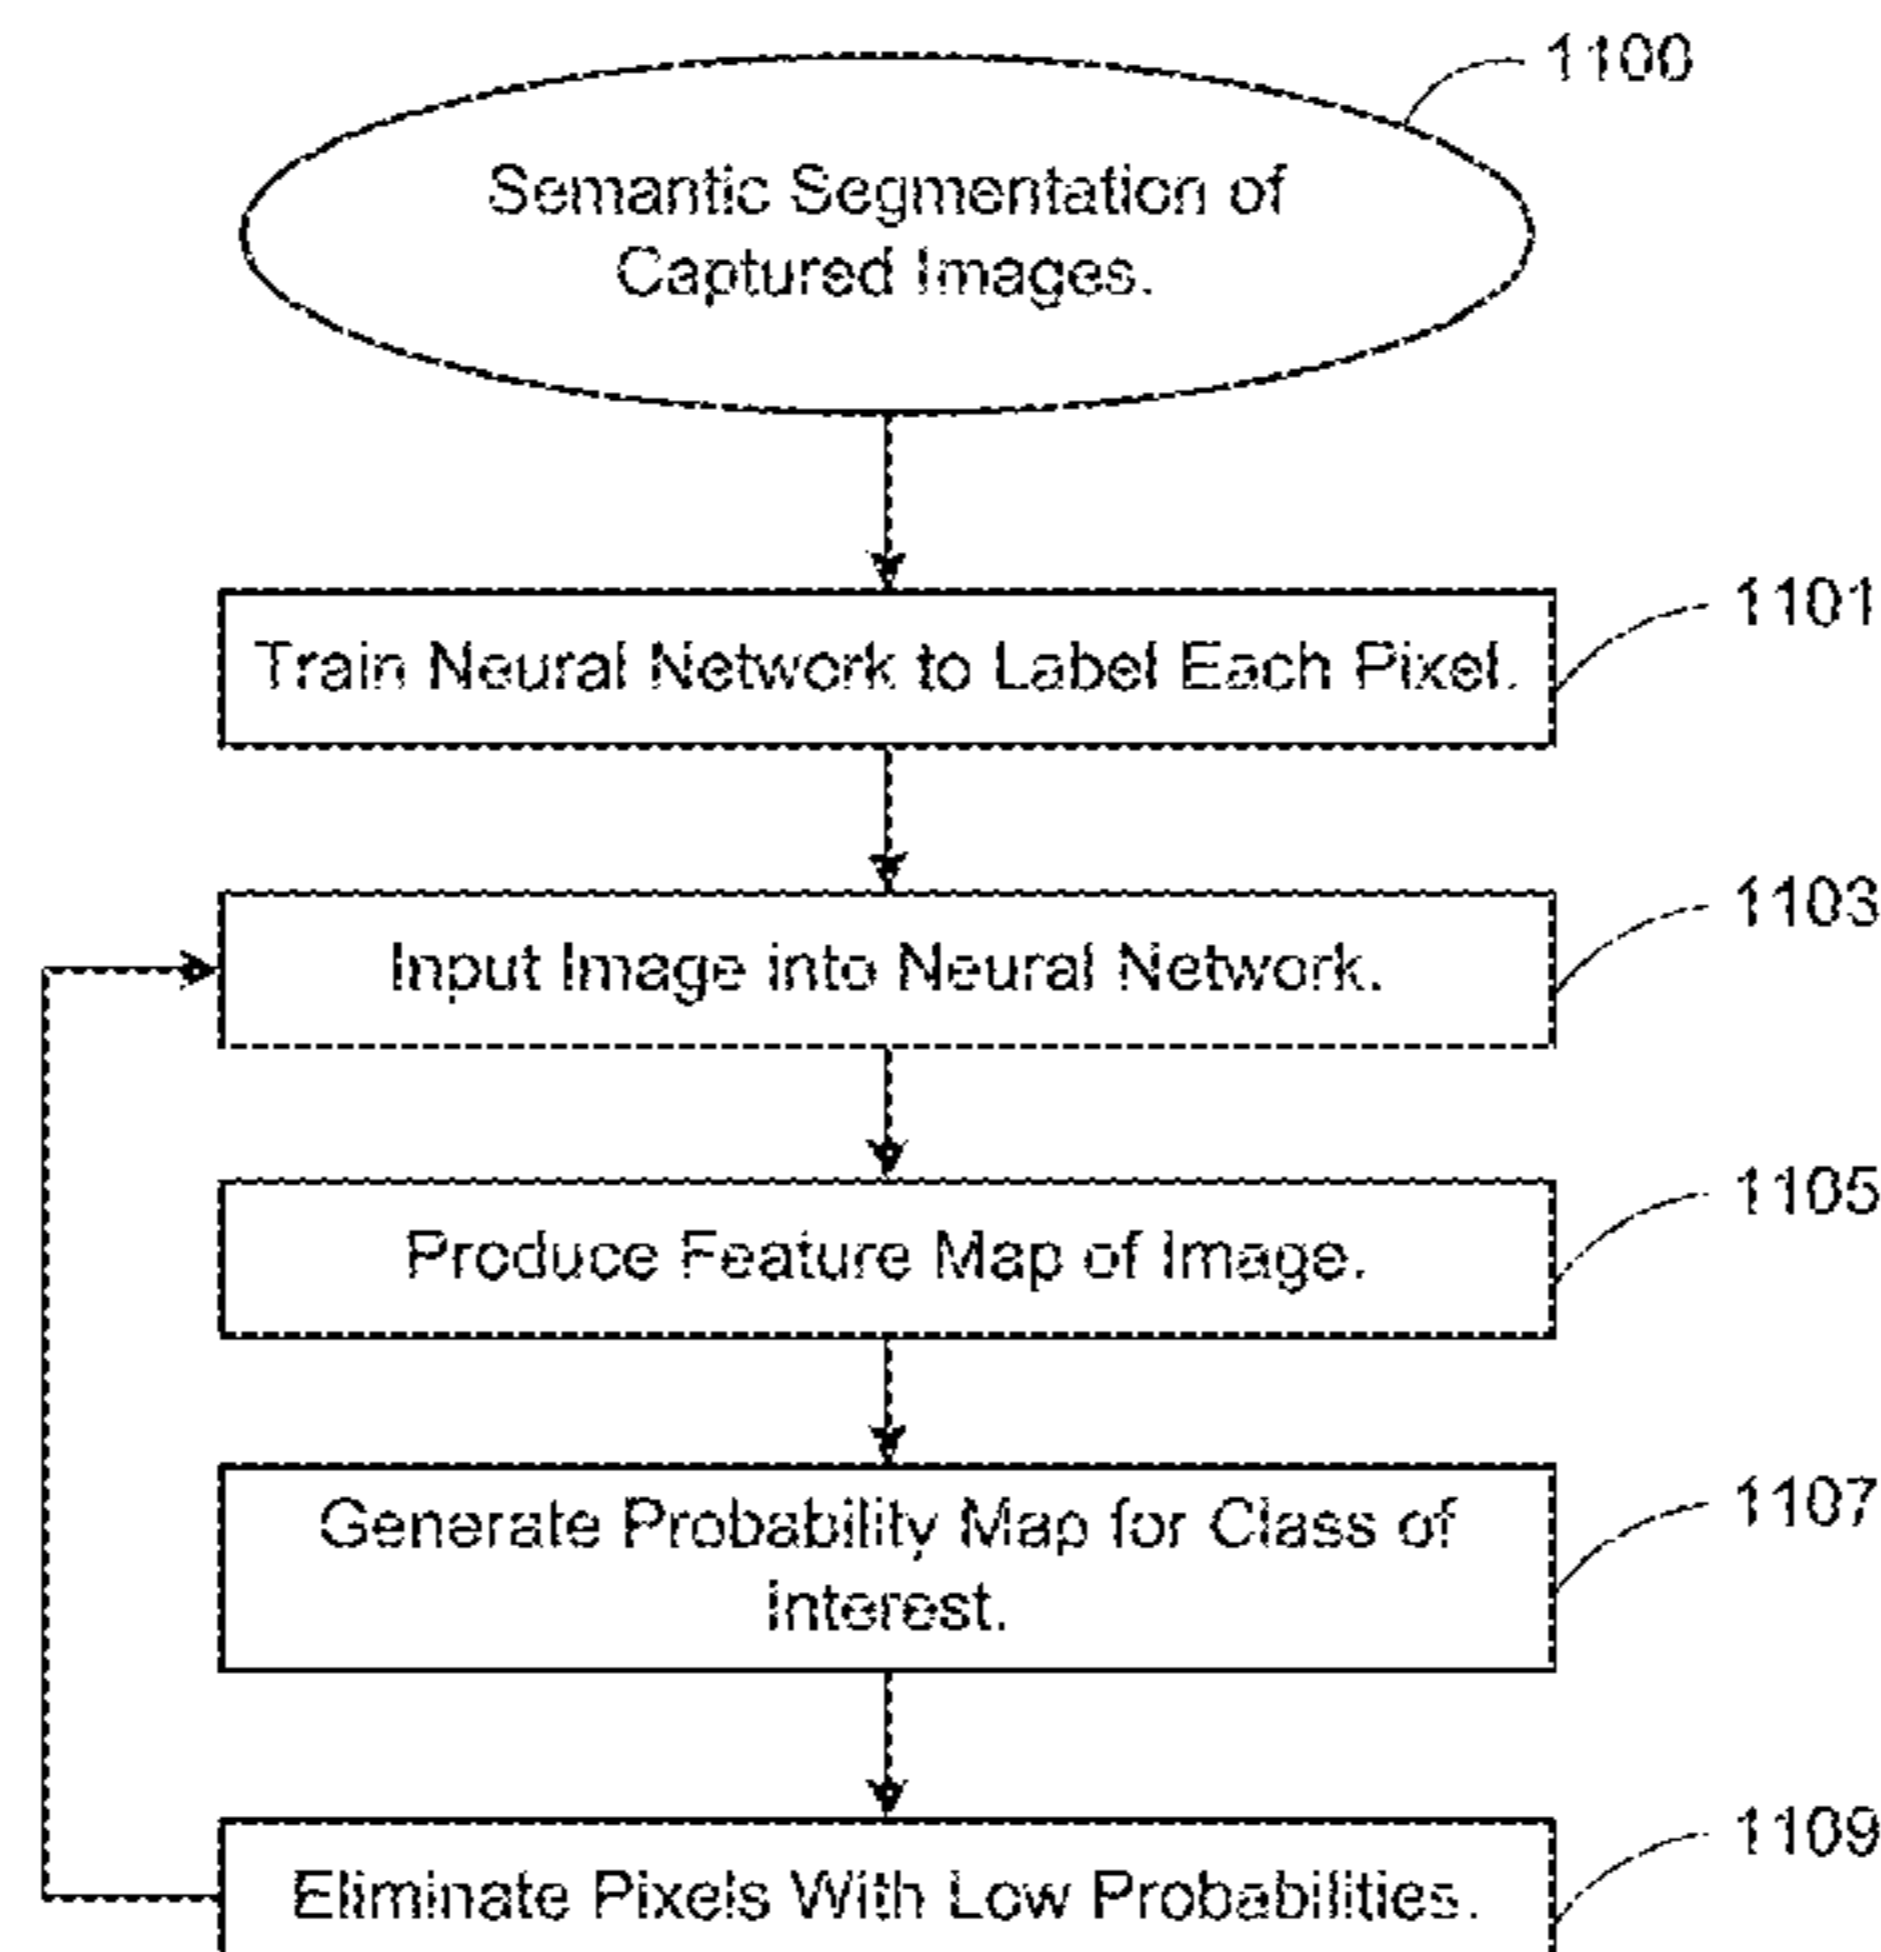 1100
Semantic Segmentation of
Captured Images.
1101
Train Neural Network to Label Each Pixel.
1103
Input Image into Neural Network.
1105
Produce Feature Map of Image.
1107
Generate Probability Map for Class of
Interest.
1109
Eliminate Pixels With Low Probabilities.